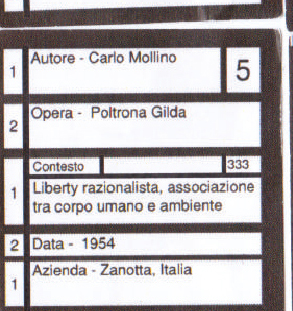 1 Autore - Carlo Mollino 5
2 Opera - Poltrona Gilda
Contesto 333
1 Liberty razionalista, associazione
tra corpo umano e ambiente
2 Data - 1954
1 Azienda - Zanotta, Italia